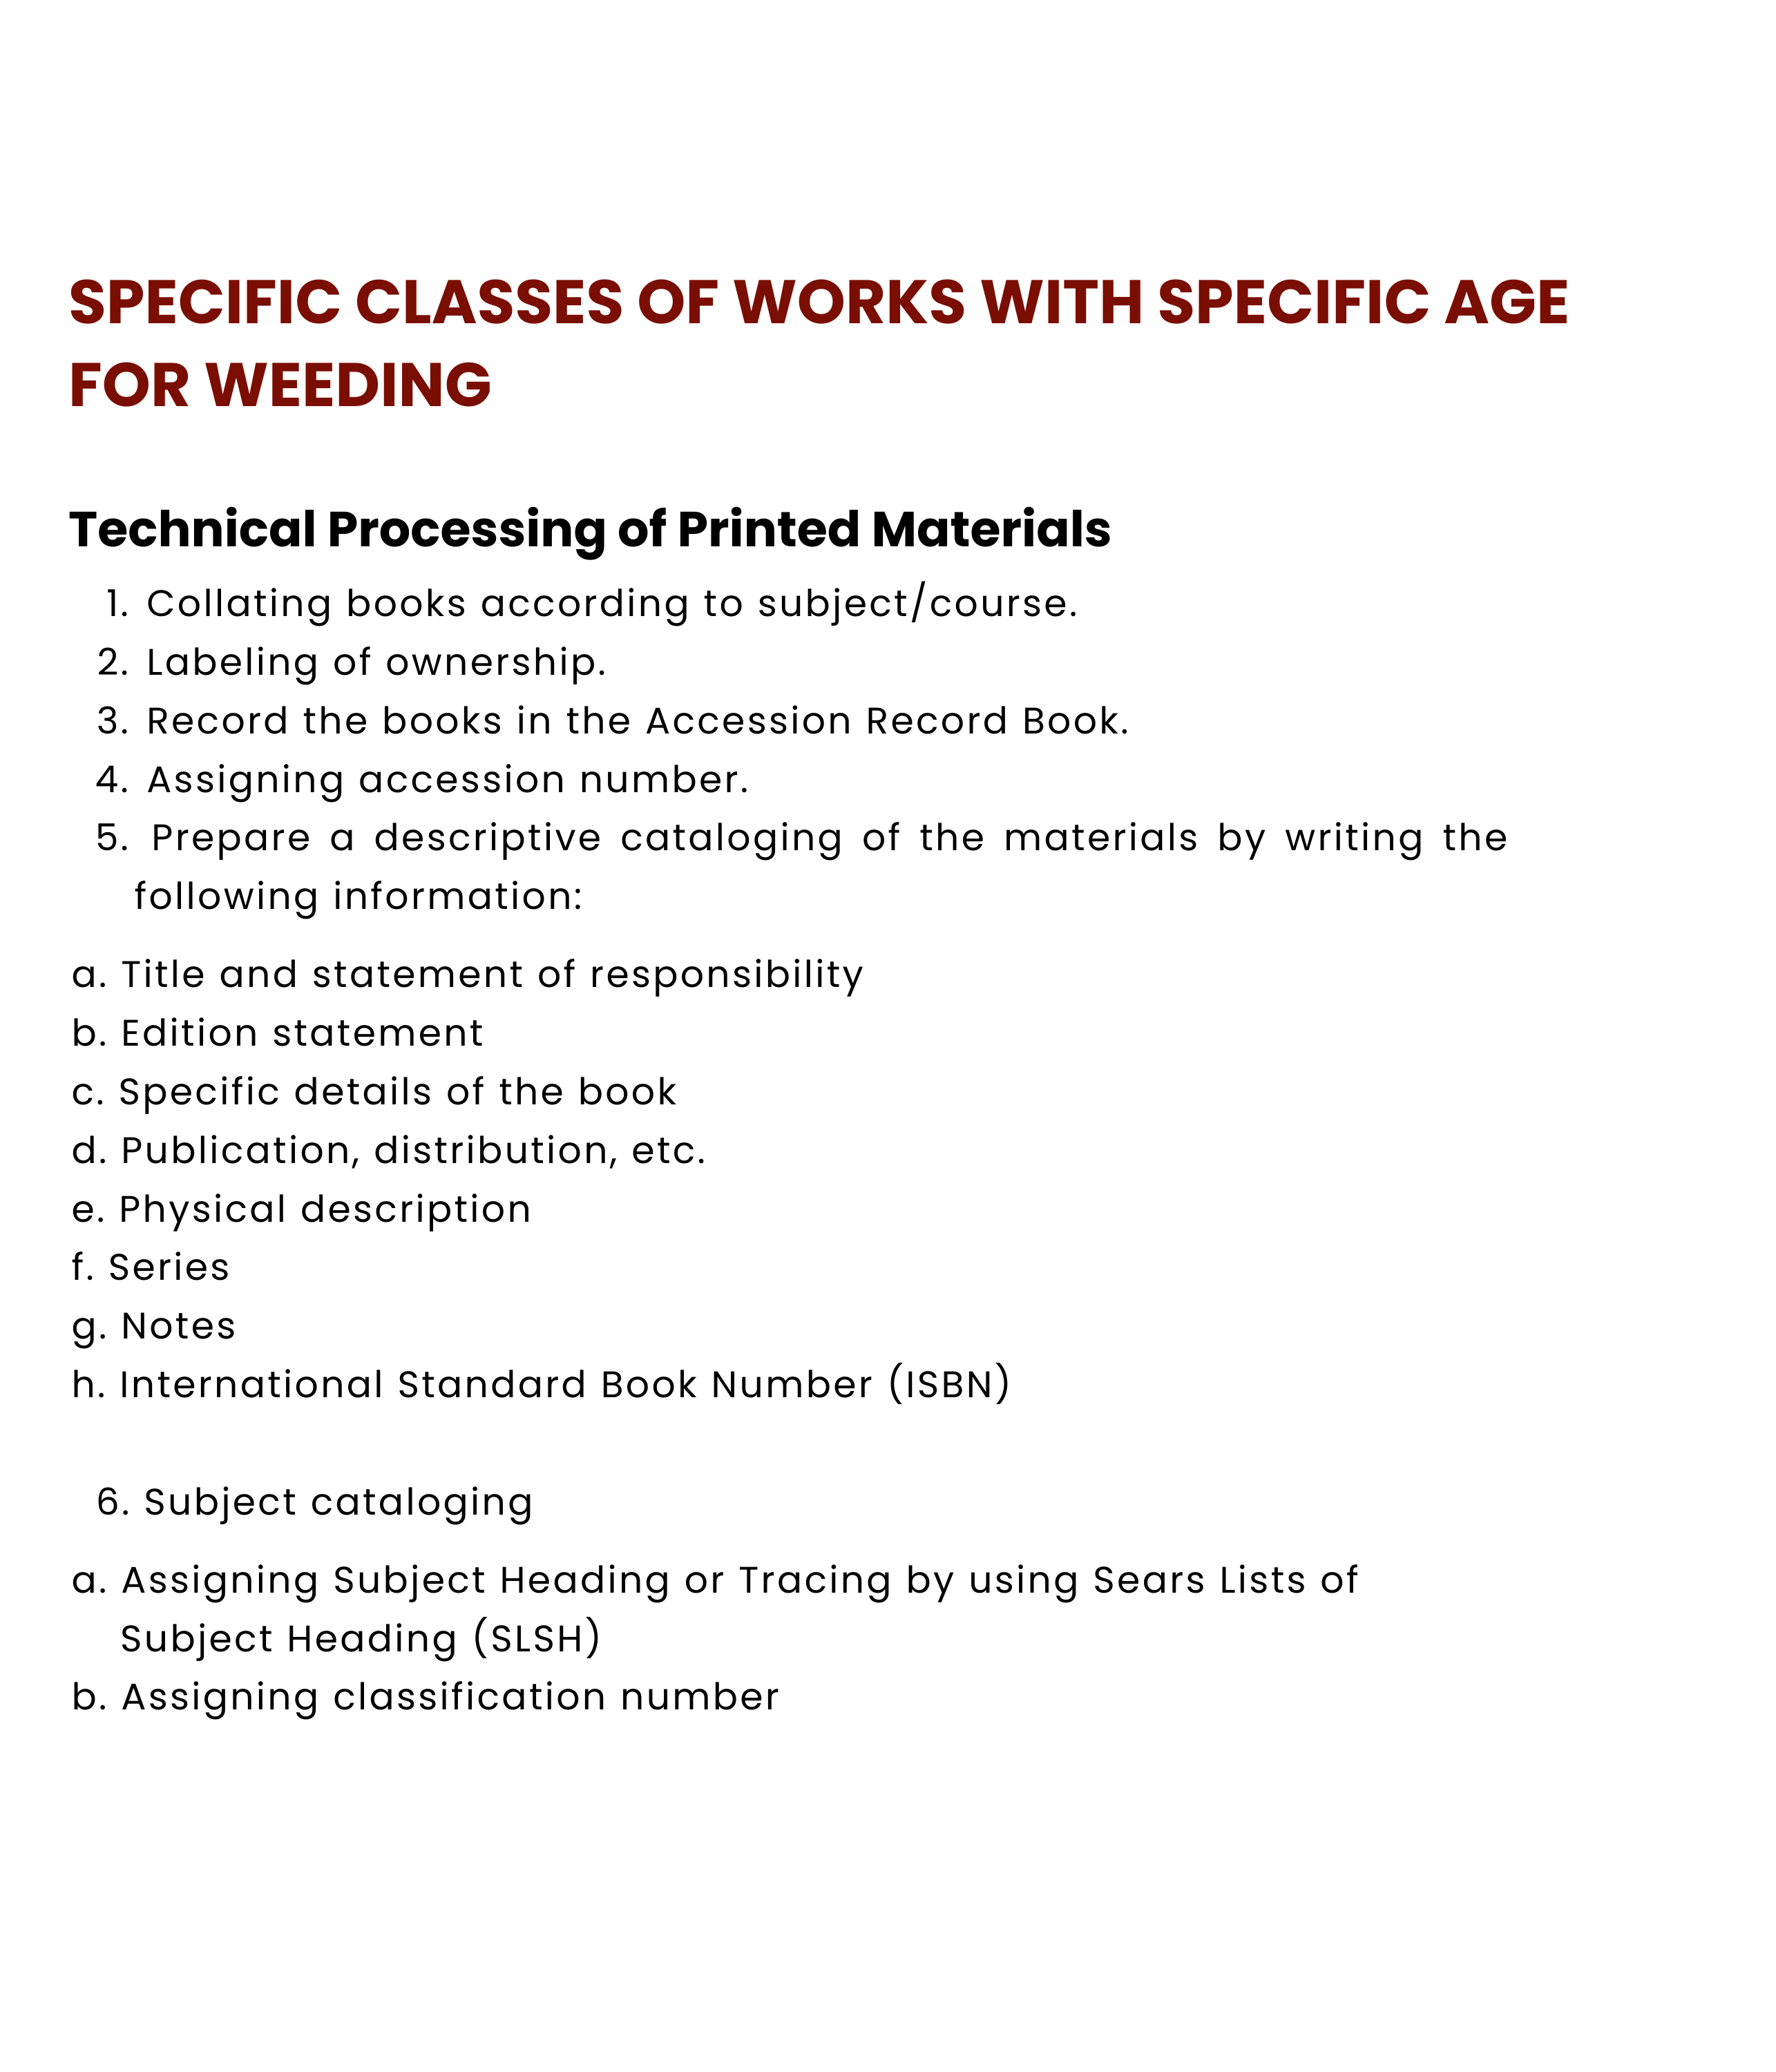 SPECIFIC CLASSES OF WORKS WITH SPECIFIC AGE
FOR WEEDING
Technical Processing of Printed Materials
1. Collating books according to subject/course.
2. Labeling of ownership.
3. Record the books in the Accession Record Book.
4. Assigning accession number.
5. Prepare a descriptive cataloging of the materials by writing the
following information:
a. Title and statement of responsibility
b. Edition statement
c. Specific details of the book
d. Publication, distribution, etc.
e. Physical description
f. Series
g. Notes
h. International Standard Book Number (ISBN)
6. Subject cataloging
a. Assigning Subject Heading or Tracing by using Sears Lists of
Subject Heading (SLSH)
b. Assigning classification number